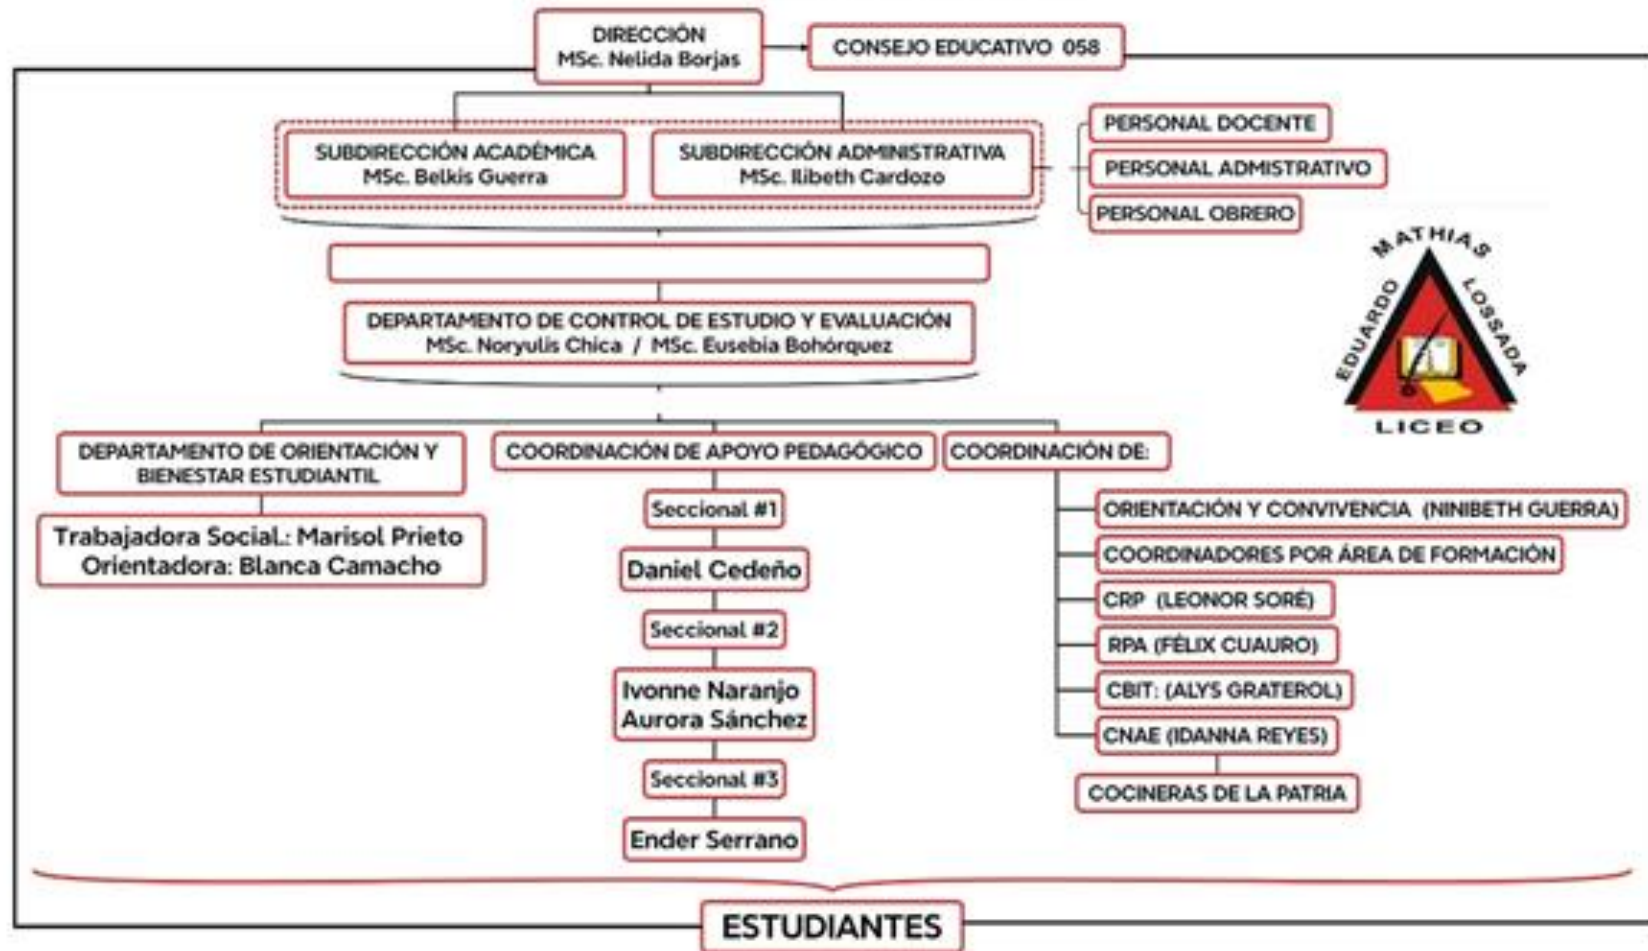 DIRECCIÓN
MSc. Nelida Borjas
CONSEJO EDUCATIVO 058
SUBDIRECCIÓN ACADÉMICA
MSc. Belkis Guerra
SUBDIRECCIÓN ADMINISTRATIVA
MSc. Ilibeth Cardozo
PERSONAL DOCENTE
PERSONAL ADMISTRATIVO
PERSONAL OBRERO
EDUARDO
MATHIAS
LOSSADA
LICEO
DEPARTAMENTO DE CONTROL DE ESTUDIO Y EVALUACIÓN
MSc. Noryulis Chica / MSc. Eusebia Bohórquez
DEPARTAMENTO DE ORIENTACIÓN Y
BIENESTAR ESTUDIANTIL
Trabajadora Social.: Marisol Prieto
Orientadora: Blanca Camacho
COORDINACIÓN DE APOYO PEDAGÓGICO
Seccional #1
Daniel Cedeño
Seccional #2
Ivonne Naranjo
Aurora Sánchez
Seccional #3
Ender Serrano
COORDINACIÓN DE:
ORIENTACIÓN Y CONVIVENCIA (NINIBETH GUERRA)
COORDINADORES POR ÁREA DE FORMACIÓN
CRP (LEONOR SORÉ)
RPA (FÉLIX CUAURO)
CBIT: (ALYS GRATEROL)
CNAE (IDANNA REYES)
COCINERAS DE LA PATRIA
ESTUDIANTES